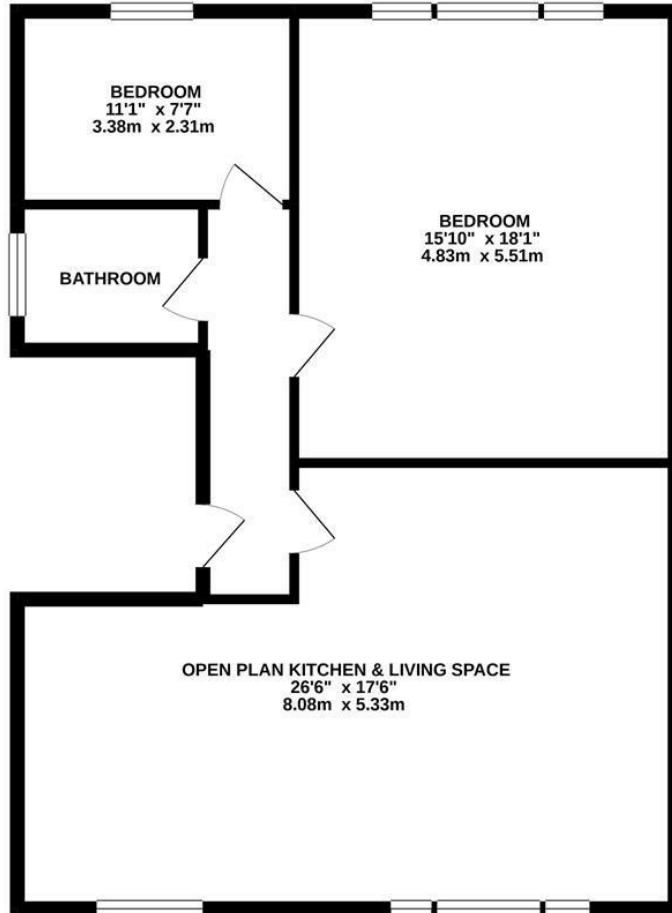 BEDROOM
11'1" x 7'7"
3.38m x 2.31m
BEDROOM
15'10" x 18'1"
4.83m x 5.51m
BATHROOM
OPEN PLAN KITCHEN & LIVING SPACE
26'6" x 17'6"
8.08m x 5.33m